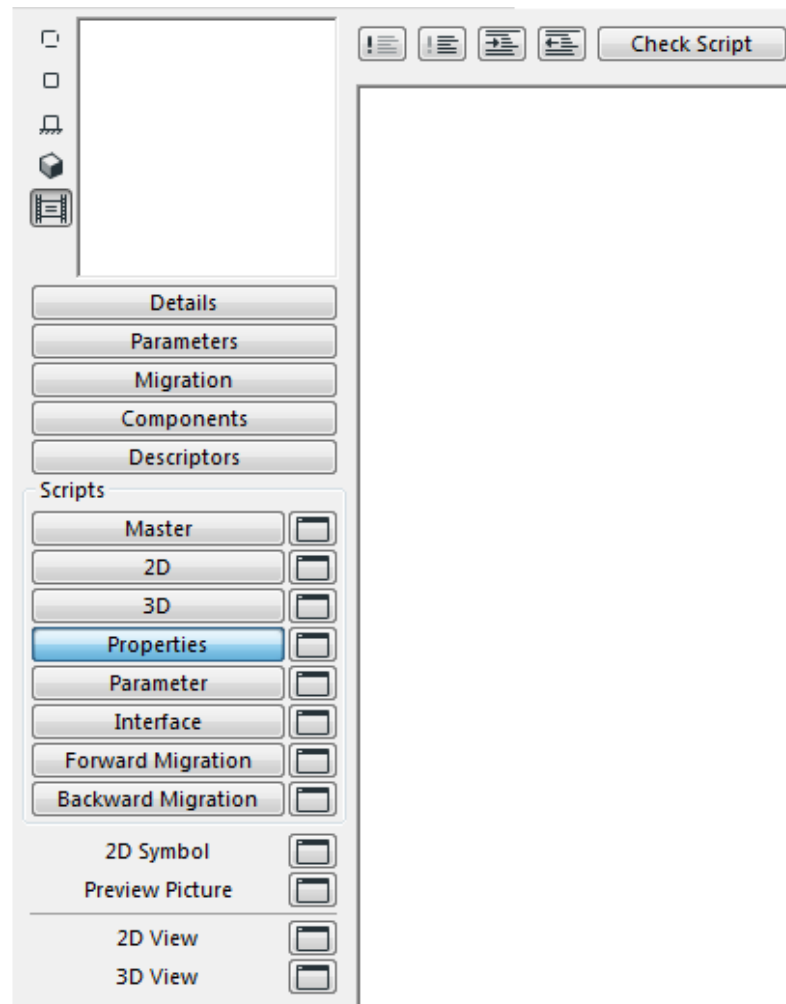 Check Script
Details
Parameters
Migration
Components
Descriptors
Scripts
Master
2D
3D
Properties
Parameter
Interface
Forward Migration
Backward Migration
2D Symbol
Preview Picture
2D View
3D View